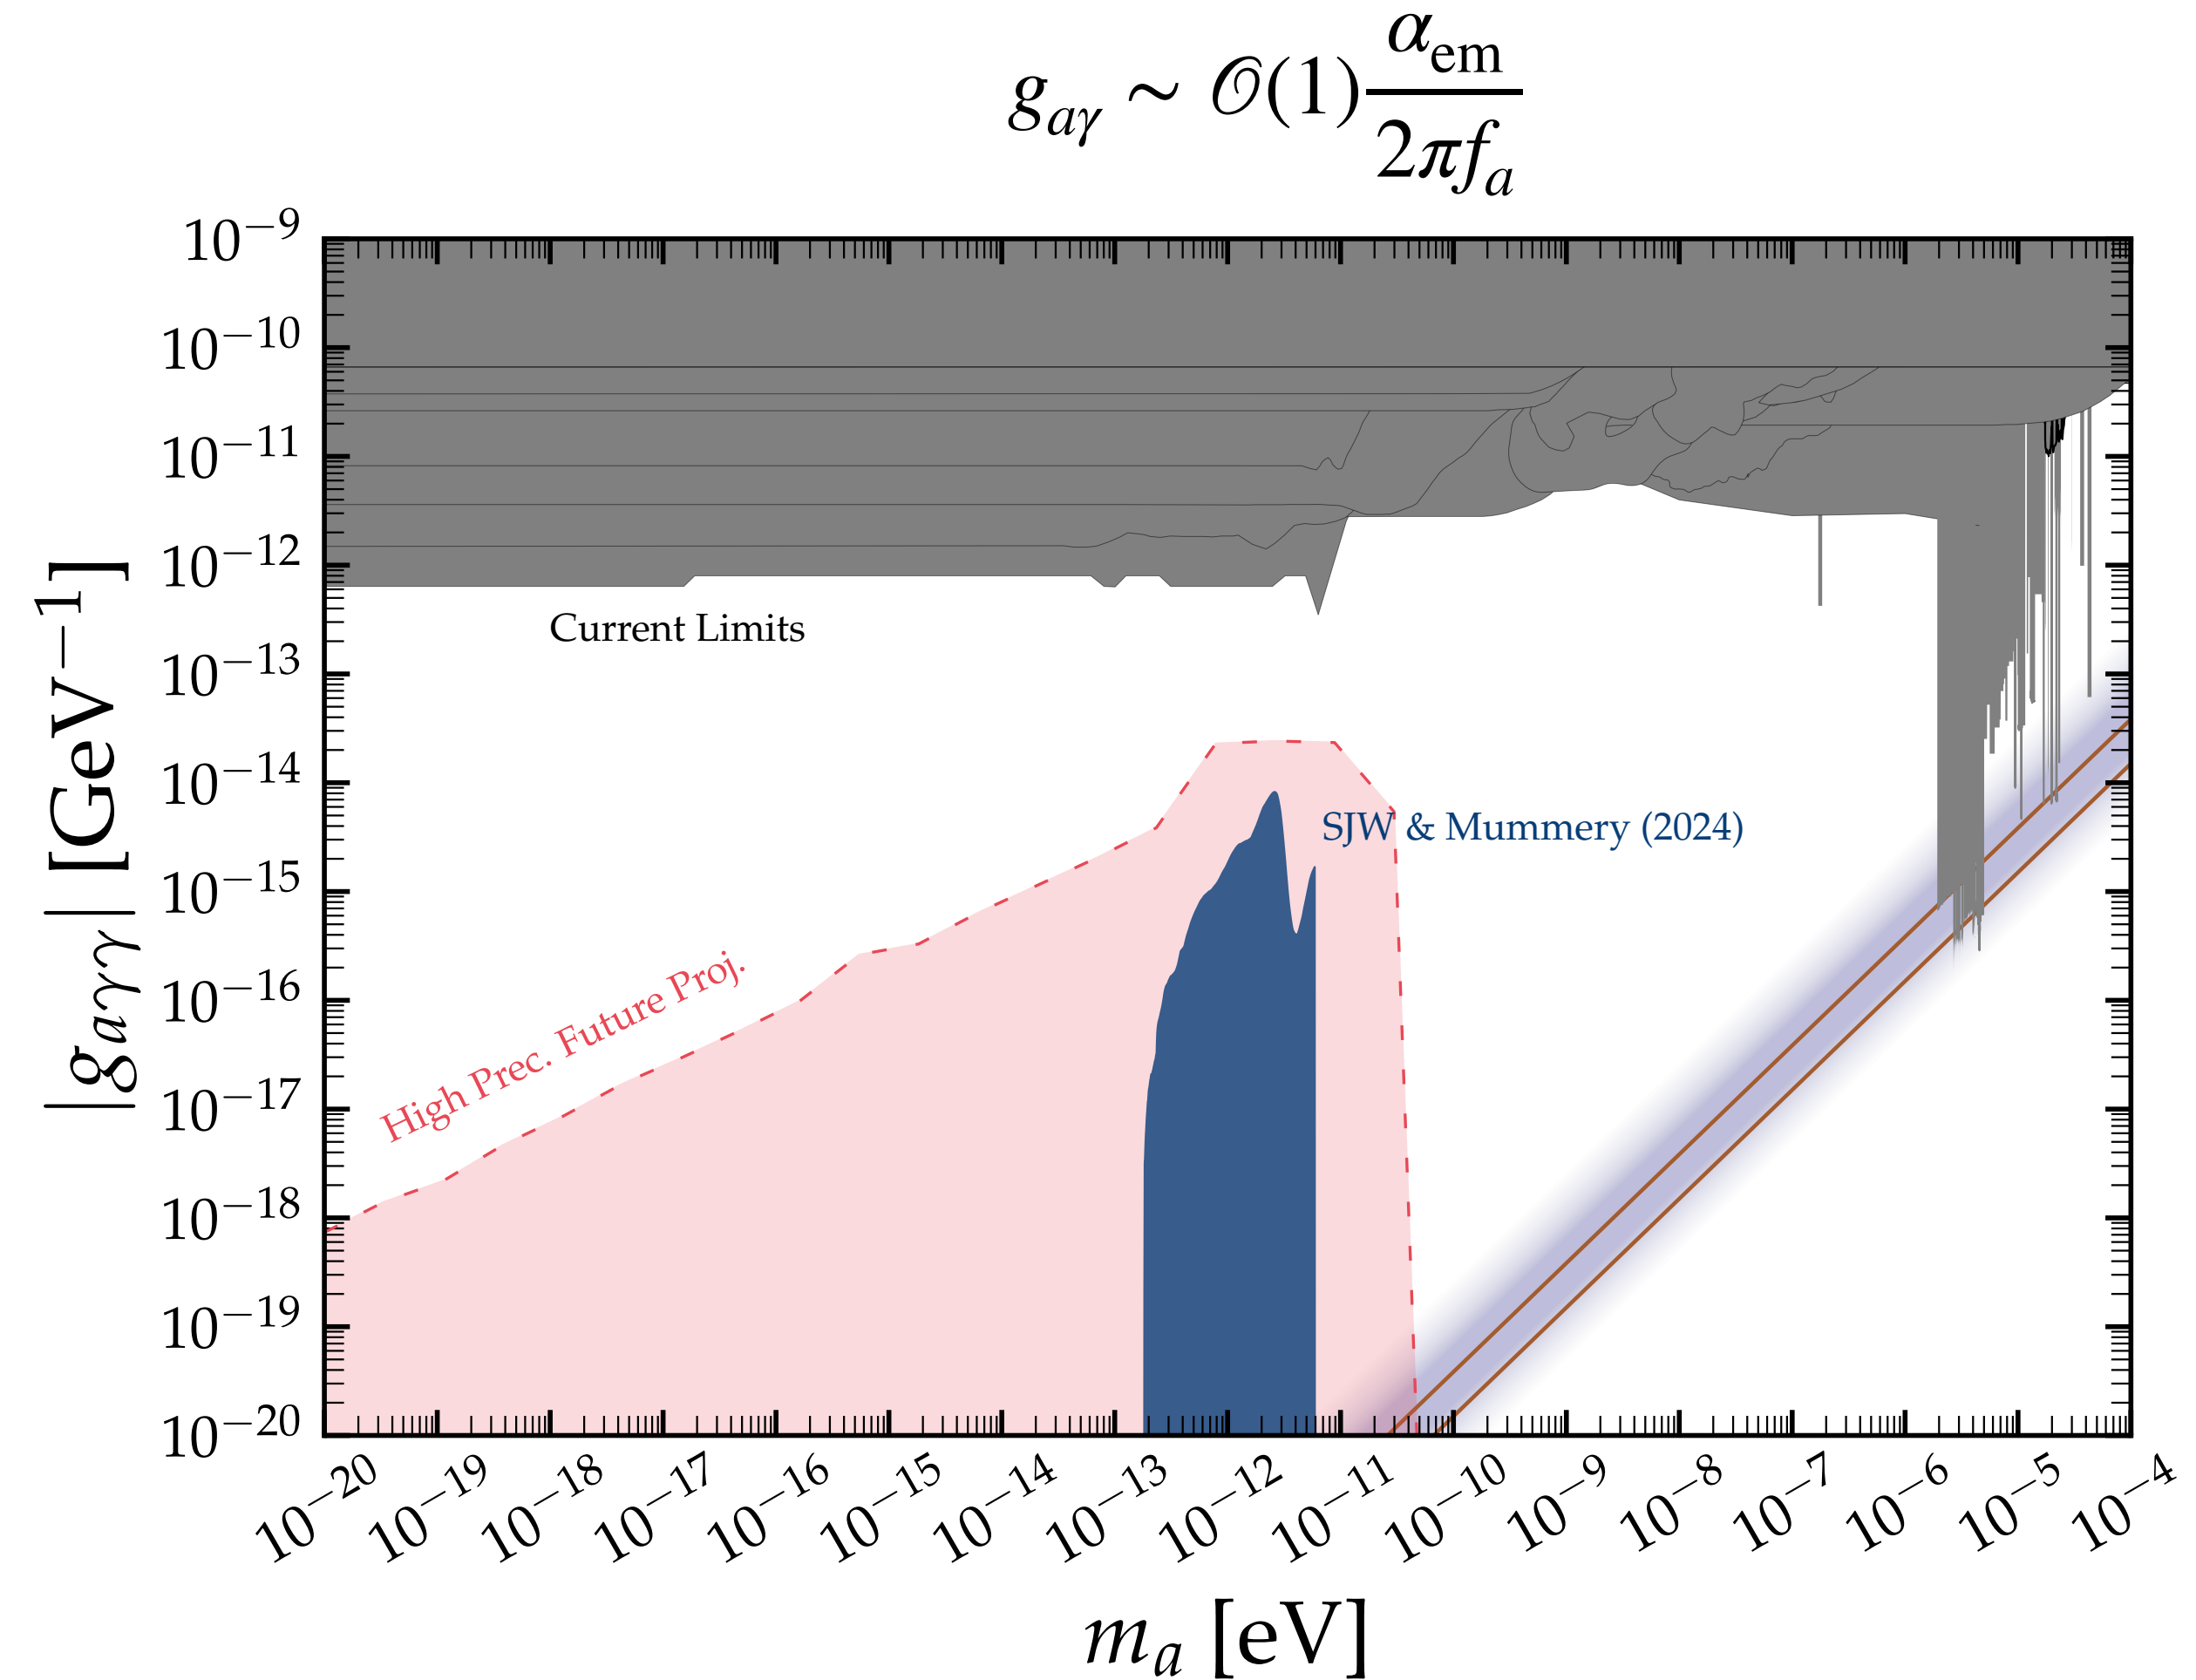 g_{aγ} ~ 𝒪(1) α_em / 2πf_a
10^{−9}
10^{−10}
10^{−11}
10^{−12}
10^{−13}
10^{−14}
10^{−15}
10^{−16}
10^{−17}
10^{−18}
10^{−19}
10^{−20}
|g_{aγγ}| [GeV^{−1}]
Current Limits
SJW & Mummery (2024)
High Prec. Future Proj.
10^{−20} 10^{−19} 10^{−18} 10^{−17} 10^{−16} 10^{−15} 10^{−14} 10^{−13} 10^{−12} 10^{−11} 10^{−10} 10^{−9} 10^{−8} 10^{−7} 10^{−6} 10^{−5} 10^{−4}
m_a [eV]